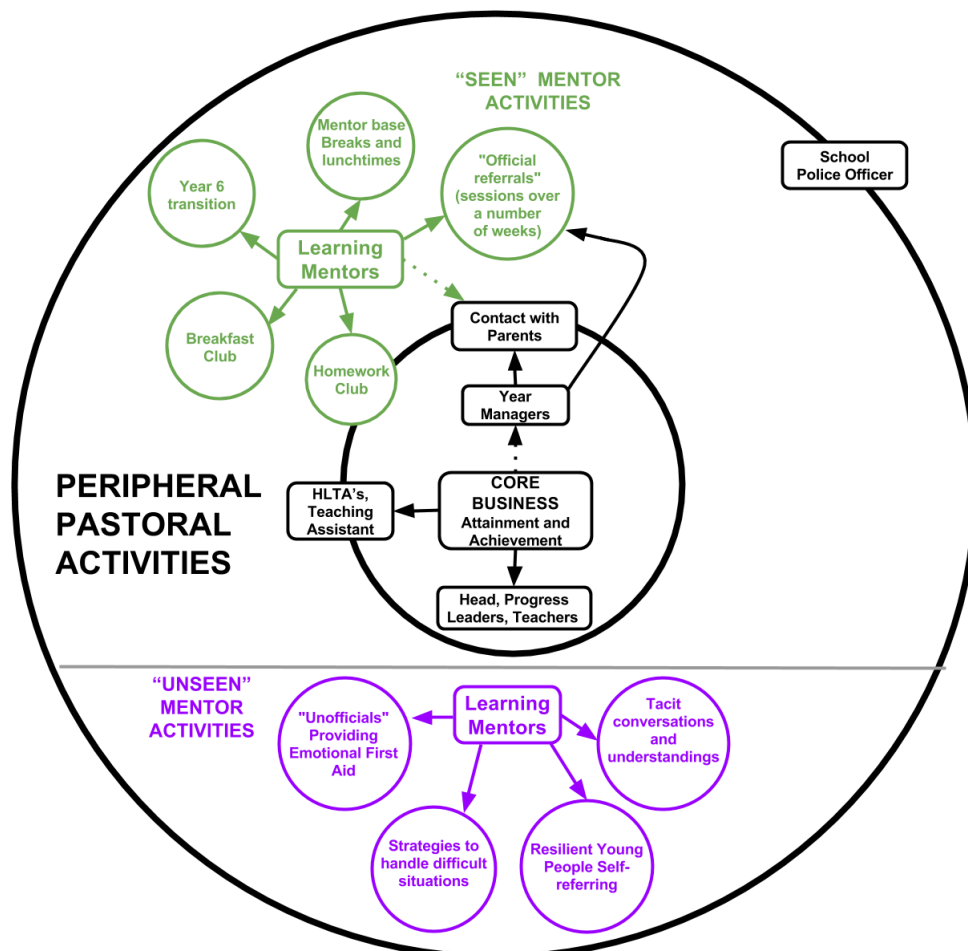 “SEEN” MENTOR
ACTIVITIES
Mentor base
Breaks and
lunchtimes
"Official
referrals"
(sessions over
a number
of weeks)
School
Police Officer
Year 6
transition
Learning
Mentors
Breakfast
Club
Homework
Club
Contact with
Parents
Year
Managers
PERIPHERAL
PASTORAL
ACTIVITIES
HLTA's,
Teaching
Assistant
CORE
BUSINESS
Attainment and
Achievement
Head, Progress
Leaders, Teachers
“UNSEEN”
MENTOR
ACTIVITIES
"Unofficials"
Providing
Emotional First
Aid
Learning
Mentors
Tacit
conversations
and
understandings
Strategies to
handle difficult
situations
Resilient Young
People Self-
referring